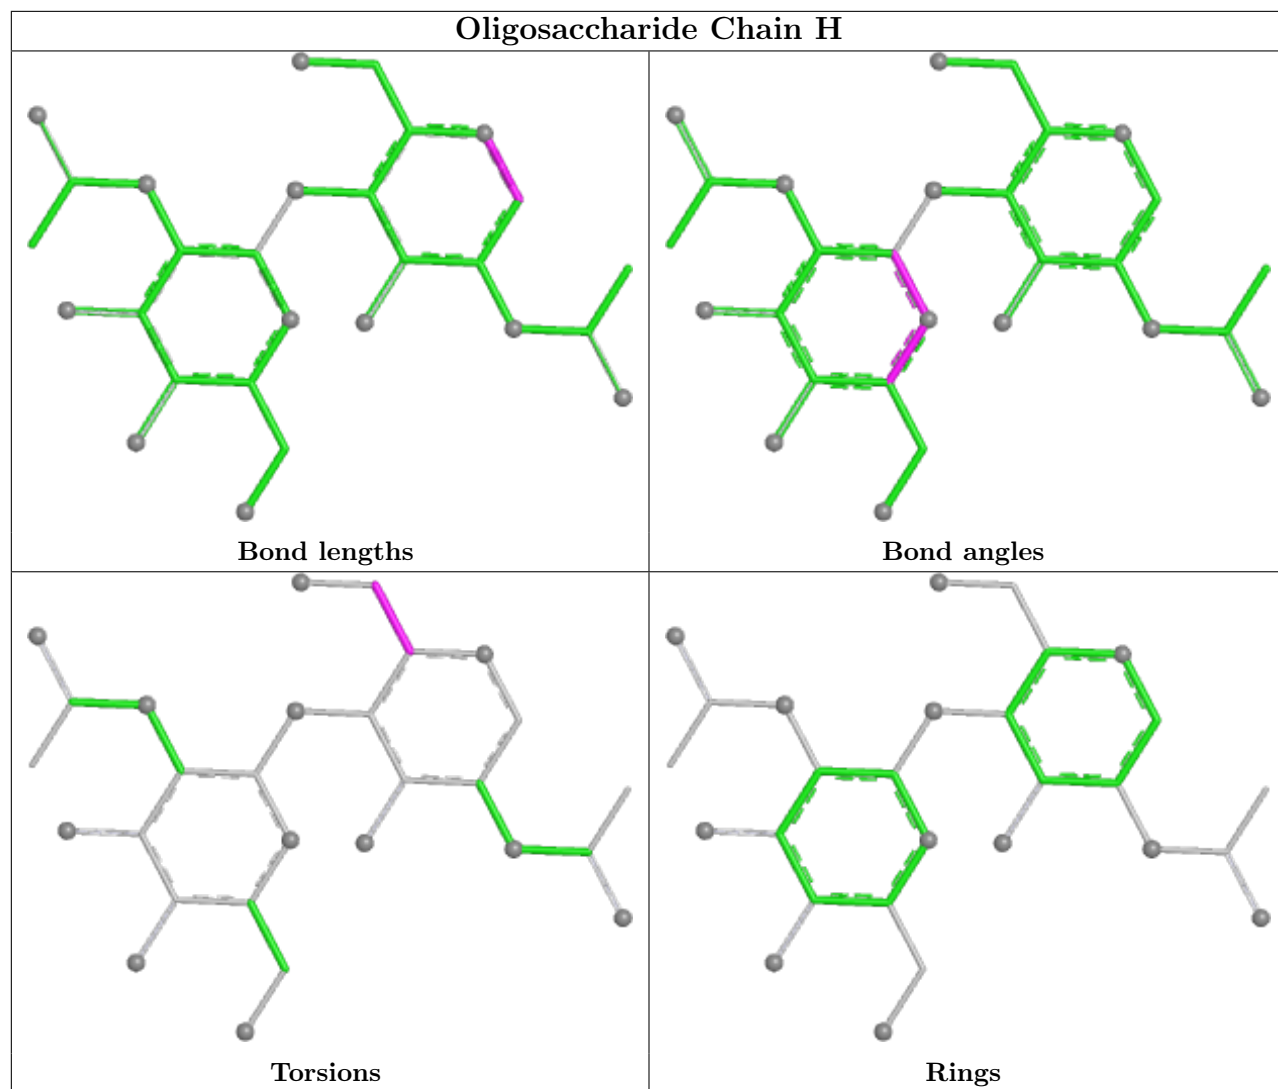 Oligosaccharide Chain H
Bond lengths
Bond angles
Torsions
Rings